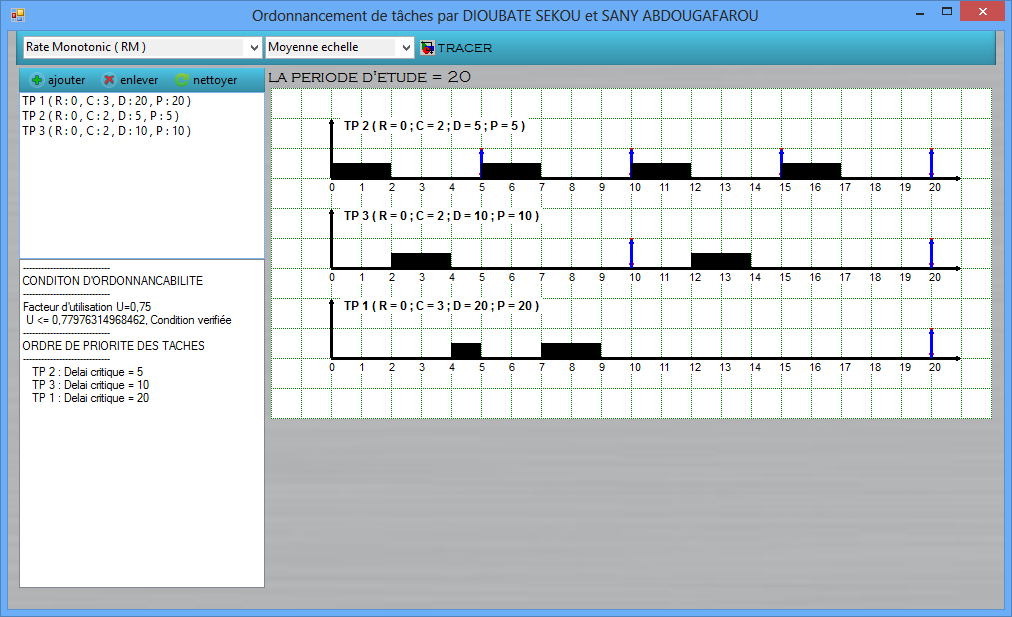 Ordonnancement de tâches par DIOUBATE SEKOU et SANY ABDOUGAFAROU
Rate Monotonic ( RM ) Moyenne echelle TRACER
ajouter enlever nettoyer
TP 1 ( R : 0 , C : 3 , D : 20 , P : 20 )
TP 2 ( R : 0 , C : 2 , D : 5 , P : 5 )
TP 3 ( R : 0 , C : 2 , D : 10 , P : 10 )
------------------------------
CONDITON D'ORDONNANCABILITE
------------------------------
Facteur d'utilisation U=0,75
U <= 0,77976314968462, Condition verifiée
------------------------------
ORDRE DE PRIORITE DES TACHES
------------------------------
TP 2 : Delai critique = 5
TP 3 : Delai critique = 10
TP 1 : Delai critique = 20
LA PERIODE D'ETUDE = 20
TP 2 ( R = 0 ; C = 2 ; D = 5 ; P = 5 )
0 1 2 3 4 5 6 7 8 9 10 11 12 13 14 15 16 17 18 19 20
TP 3 ( R = 0 ; C = 2 ; D = 10 ; P = 10 )
0 1 2 3 4 5 6 7 8 9 10 11 12 13 14 15 16 17 18 19 20
TP 1 ( R = 0 ; C = 3 ; D = 20 ; P = 20 )
0 1 2 3 4 5 6 7 8 9 10 11 12 13 14 15 16 17 18 19 20